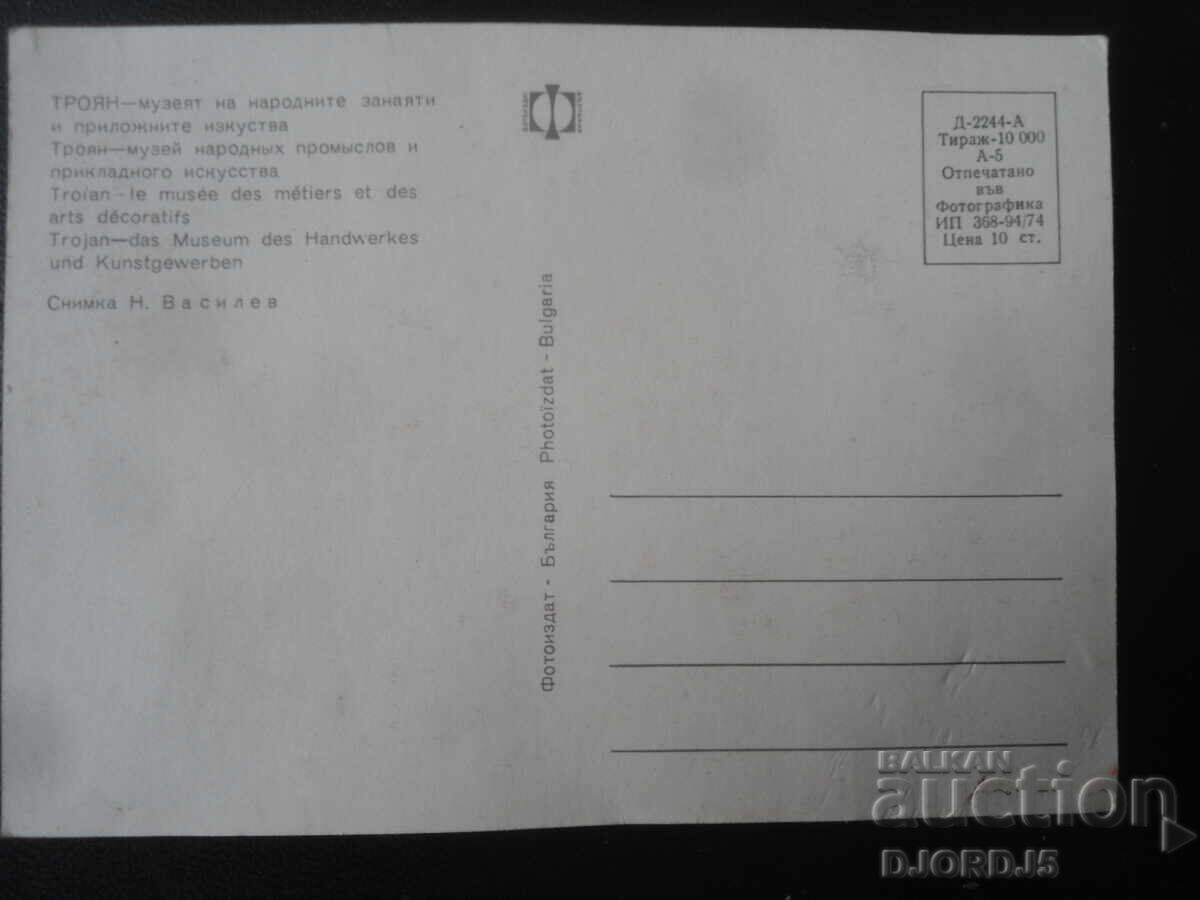 ТРОЯН—музеят на народните занаяти
и приложните изкуства
Троян—музей народных промыслов и
прикладного искусства
Troïan - le musée des métiers et des
arts décoratifs
Trojan—das Museum des Handwerkes
und Kunstgewerben
Снимка Н. Василев
Фотоиздат - България Photoïzdat - Bulgaria
Д-2244-А
Тираж-10 000
А-5
Отпечатано
във
Фотографика
ИП 368-94/74
Цена 10 ст.
BALKAN
auction
DJORDJ5